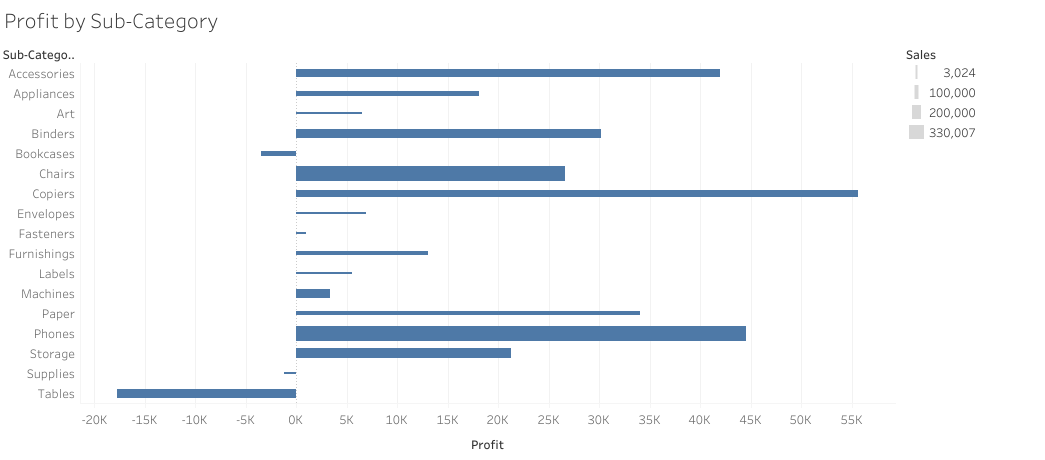 Profit by Sub-Category
Sub-Catego..
Sales
Accessories
3,024
Appliances
100,000
Art
200,000
Binders
330,007
Bookcases
Chairs
Copiers
Envelopes
Fasteners
Furnishings
Labels
Machines
Paper
Phones
Storage
Supplies
Tables
-20K -15K -10K -5K 0K 5K 10K 15K 20K 25K 30K 35K 40K 45K 50K 55K
Profit